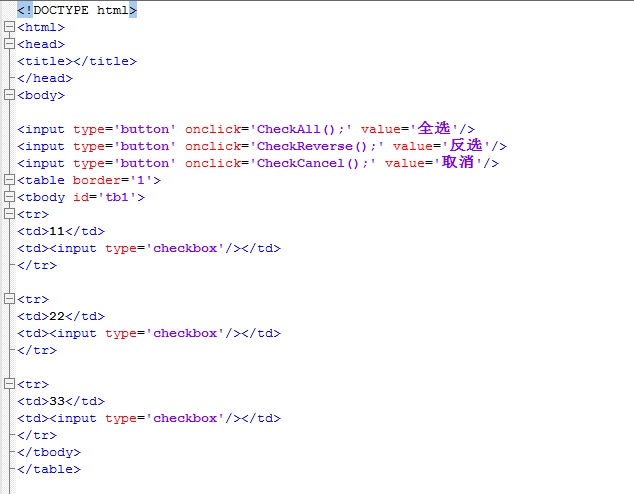 <!DOCTYPE html>
<html>
<head>
<title></title>
</head>
<body>
<input type='button' onclick='CheckAll();' value='全选'/>
<input type='button' onclick='CheckReverse();' value='反选'/>
<input type='button' onclick='CheckCancel();' value='取消'/>
<table border='1'>
<tbody id='tb1'>
<tr>
<td>11</td>
<td><input type='checkbox'/></td>
</tr>
<tr>
<td>22</td>
<td><input type='checkbox'/></td>
</tr>
<tr>
<td>33</td>
<td><input type='checkbox'/></td>
</tr>
</tbody>
</table>